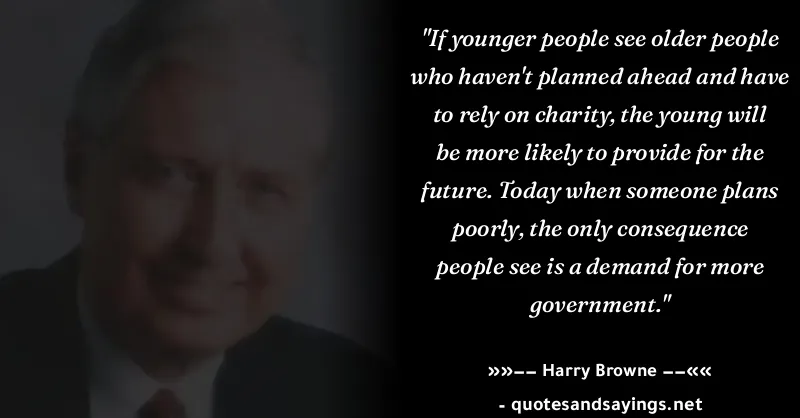 "If younger people see older people
who haven't planned ahead and have
to rely on charity, the young will
be more likely to provide for the
future. Today when someone plans
poorly, the only consequence
people see is a demand for more
government."
»»–– Harry Browne ––««
- quotesandsayings.net